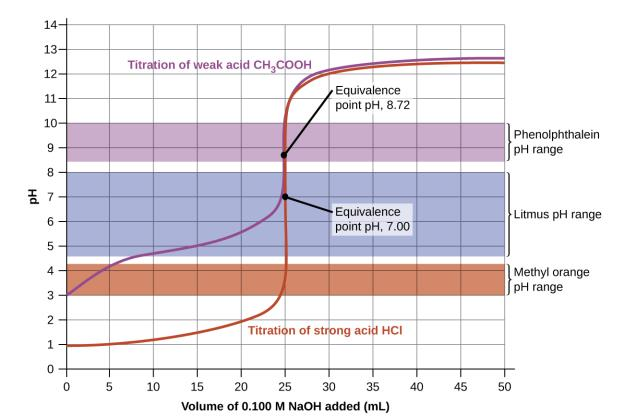 14
13
12
11
10
9
8
7
6
5
4
3
2
1
0
pH
Titration of weak acid CH₃COOH
Equivalence
point pH, 8.72
Equivalence
point pH, 7.00
Titration of strong acid HCl
Phenolphthalein
pH range
Litmus pH range
Methyl orange
pH range
0 5 10 15 20 25 30 35 40 45 50
Volume of 0.100 M NaOH added (mL)